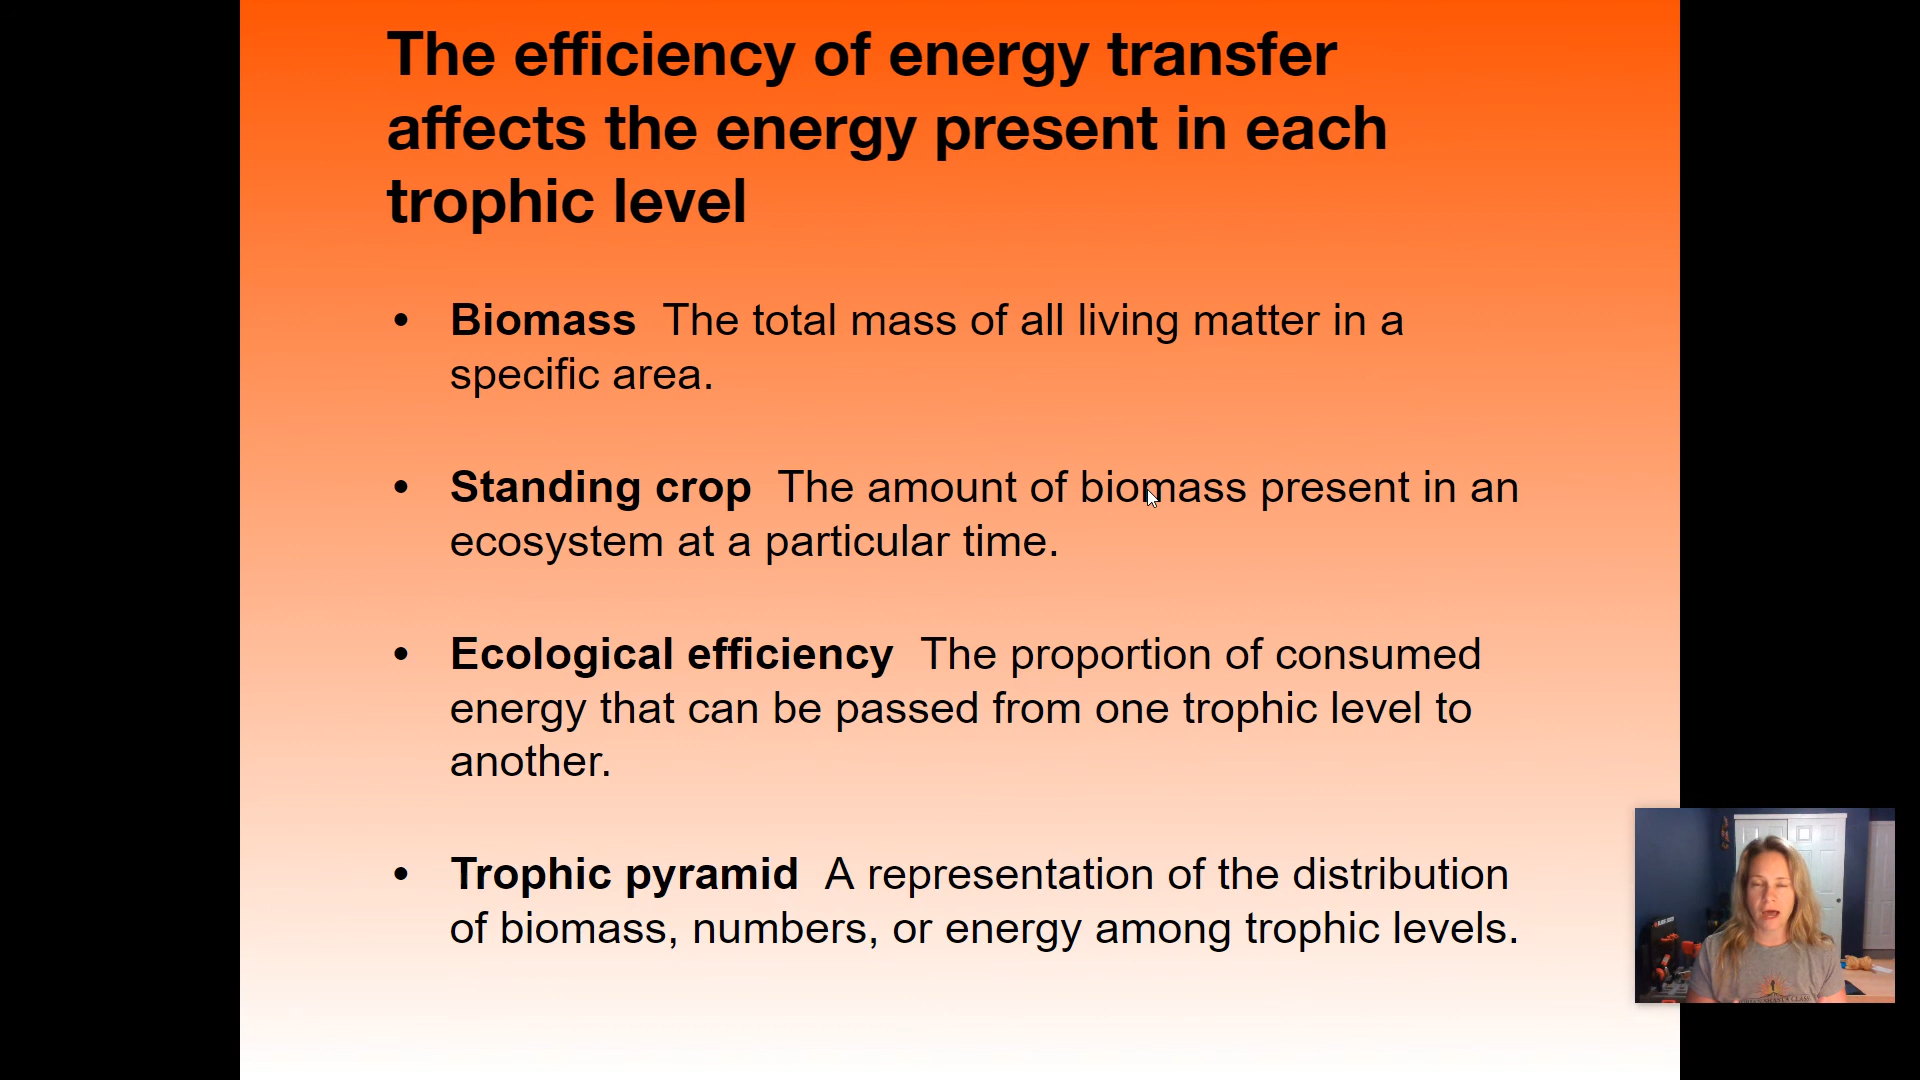 The efficiency of energy transfer
affects the energy present in each
trophic level
• Biomass The total mass of all living matter in a
specific area.
• Standing crop The amount of biomass present in an
ecosystem at a particular time.
• Ecological efficiency The proportion of consumed
energy that can be passed from one trophic level to
another.
• Trophic pyramid A representation of the distribution
of biomass, numbers, or energy among trophic levels.